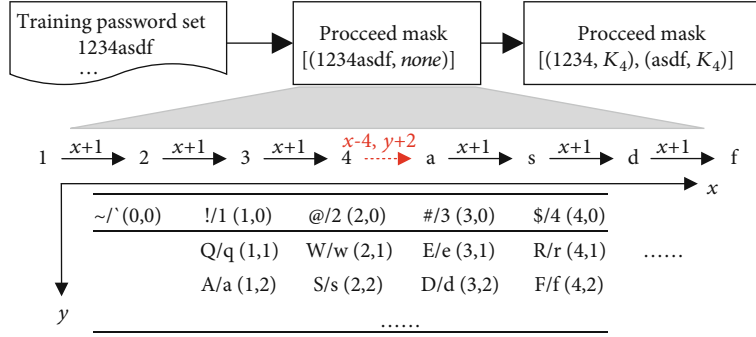 Training password set
1234asdf
...
Procceed mask
[(1234asdf, none)]
Procceed mask
[(1234, K4), (asdf, K4)]
1 x+1 2 x+1 3 x+1 4 x-4, y+2 a x+1 s x+1 d x+1 f
x
~/`(0,0) !/1 (1,0) @/2 (2,0) #/3 (3,0) $/4 (4,0)
Q/q (1,1) W/w (2,1) E/e (3,1) R/r (4,1) ......
A/a (1,2) S/s (2,2) D/d (3,2) F/f (4,2)
y
......